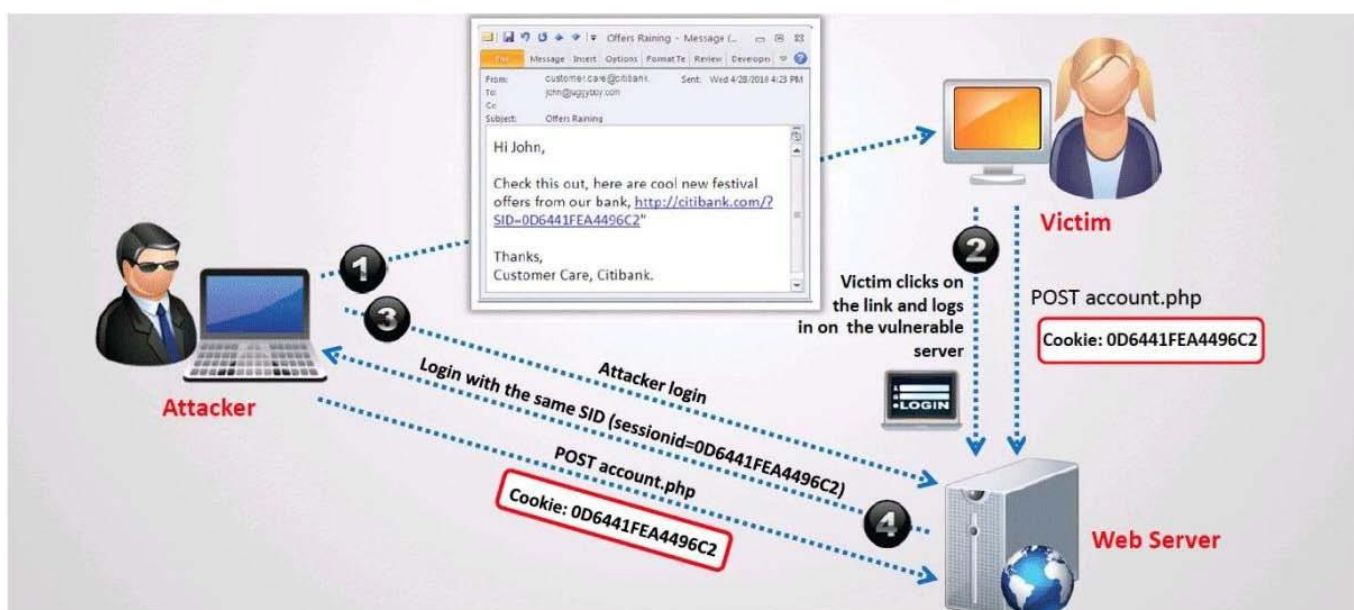 Offers Raining - Message (...
File Message Insert Options Format Te Review Developer
From: customer.care@citibank. Sent: Wed 4/28/2010 4:23 PM
To: john@juggyboy.com
Cc:
Subject: Offers Raining
Hi John,
Check this out, here are cool new festival
offers from our bank, http://citibank.com/?
SID=0D6441FEA4496C2"
Thanks,
Customer Care, Citibank.
Victim
1
2
Victim clicks on
the link and logs
in on the vulnerable
server
POST account.php
Cookie: 0D6441FEA4496C2
3
Attacker
Attacker login
LOGIN
Login with the same SID (sessionid=0D6441FEA4496C2)
POST account.php
Cookie: 0D6441FEA4496C2
4
Web Server